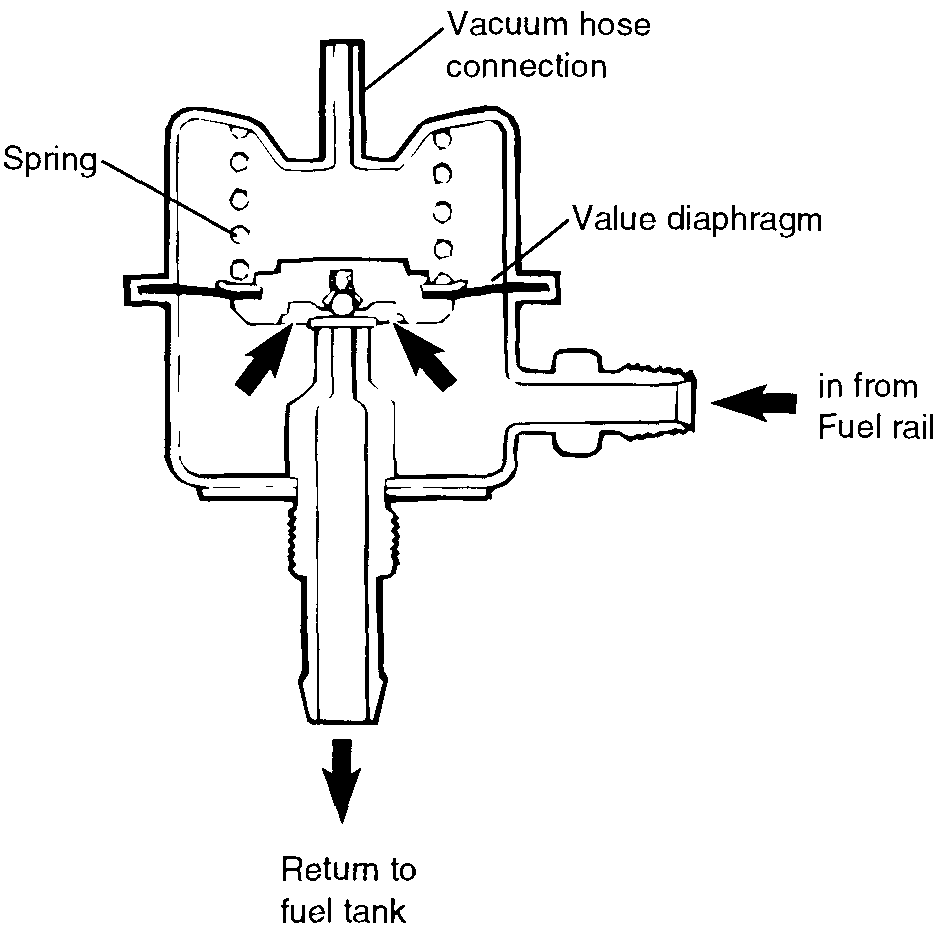 Vacuum hose
connection
Spring
Value diaphragm
in from
Fuel rail
Return to
fuel tank